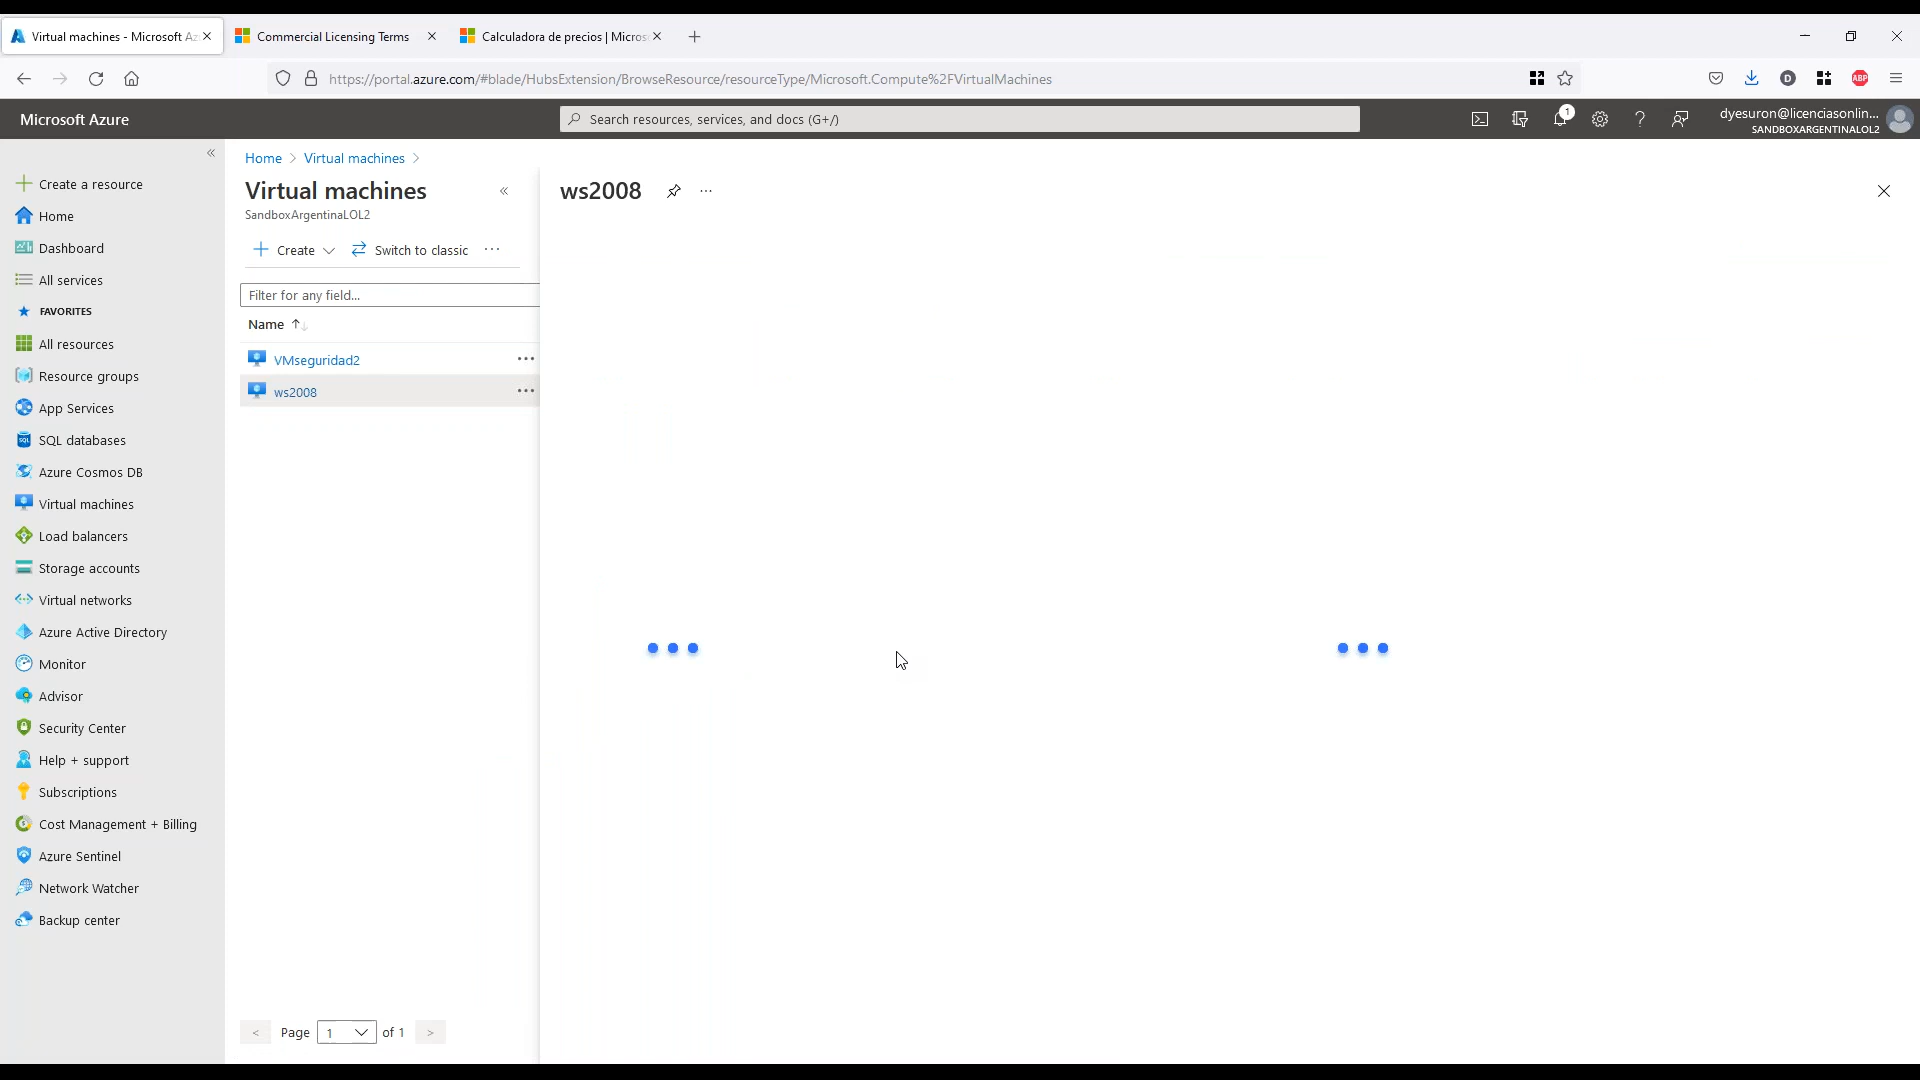 Virtual machines - Microsoft Az
Commercial Licensing Terms
Calculadora de precios | Micros
https://portal.azure.com/#blade/HubsExtension/BrowseResource/resourceType/Microsoft.Compute%2FVirtualMachines
D
ABP
Microsoft Azure
Search resources, services, and docs (G+/)
1
dyesuron@licenciasonlin...
SANDBOXARGENTINALOL2
Create a resource
Home
Dashboard
All services
FAVORITES
All resources
Resource groups
App Services
SQL databases
Azure Cosmos DB
Virtual machines
Load balancers
Storage accounts
Virtual networks
Azure Active Directory
Monitor
Advisor
Security Center
Help + support
Subscriptions
Cost Management + Billing
Azure Sentinel
Network Watcher
Backup center
Home > Virtual machines >
Virtual machines
SandboxArgentinaLOL2
Create
Switch to classic
Filter for any field...
Name
VMseguridad2
ws2008
< Page 1 of 1 >
ws2008